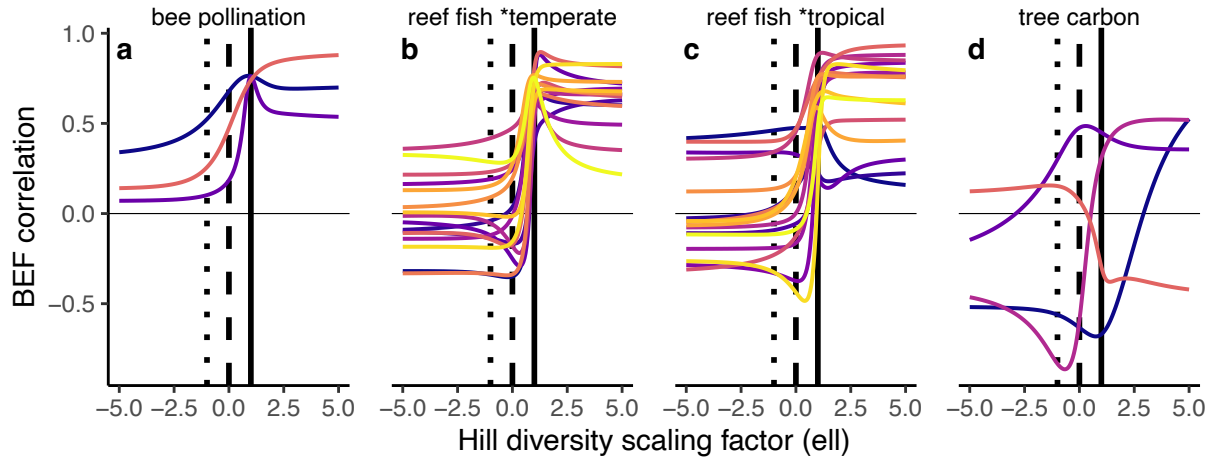 bee pollination reef fish *temperate reef fish *tropical tree carbon
a b c d
BEF correlation
1.0
0.5
0.0
−0.5
−5.0 −2.5 0.0 2.5 5.0 −5.0 −2.5 0.0 2.5 5.0 −5.0 −2.5 0.0 2.5 5.0 −5.0 −2.5 0.0 2.5 5.0
Hill diversity scaling factor (ell)